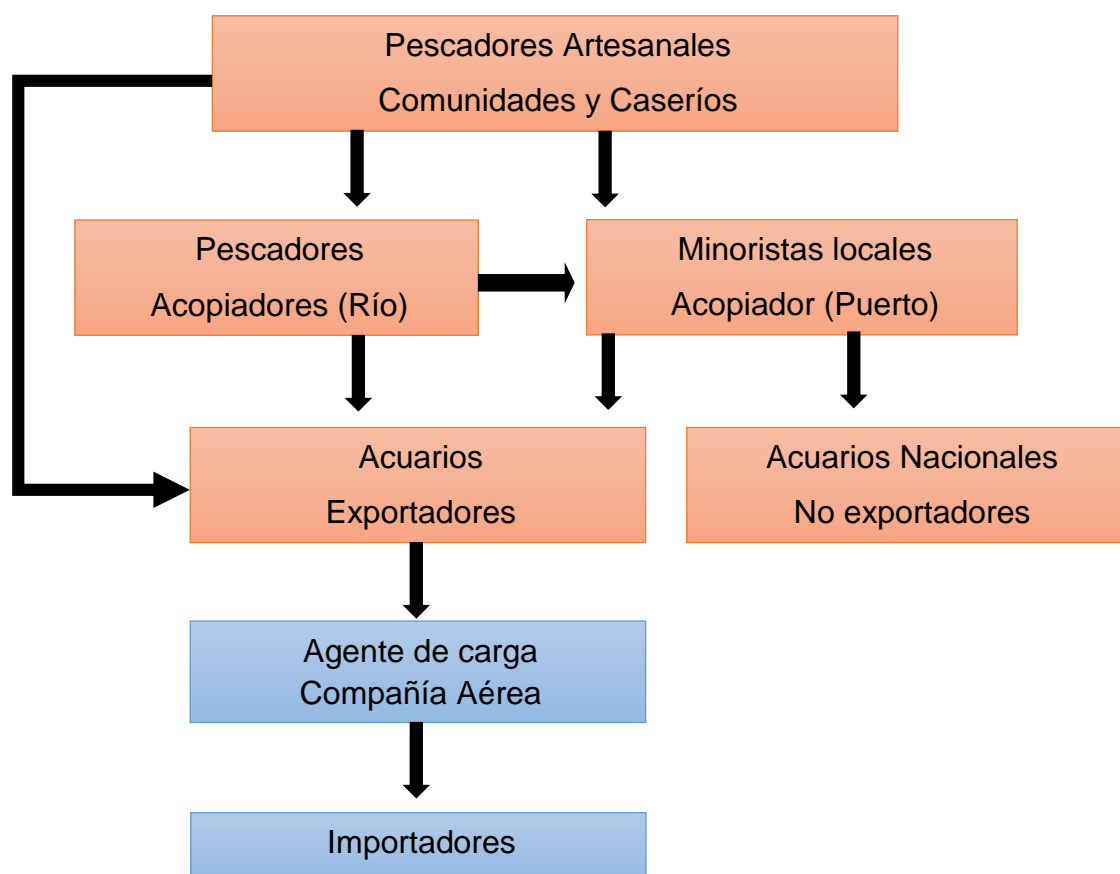 Pescadores Artesanales
Comunidades y Caseríos
Pescadores
Acopiadores (Río)
Minoristas locales
Acopiador (Puerto)
Acuarios
Exportadores
Acuarios Nacionales
No exportadores
Agente de carga
Compañía Aérea
Importadores